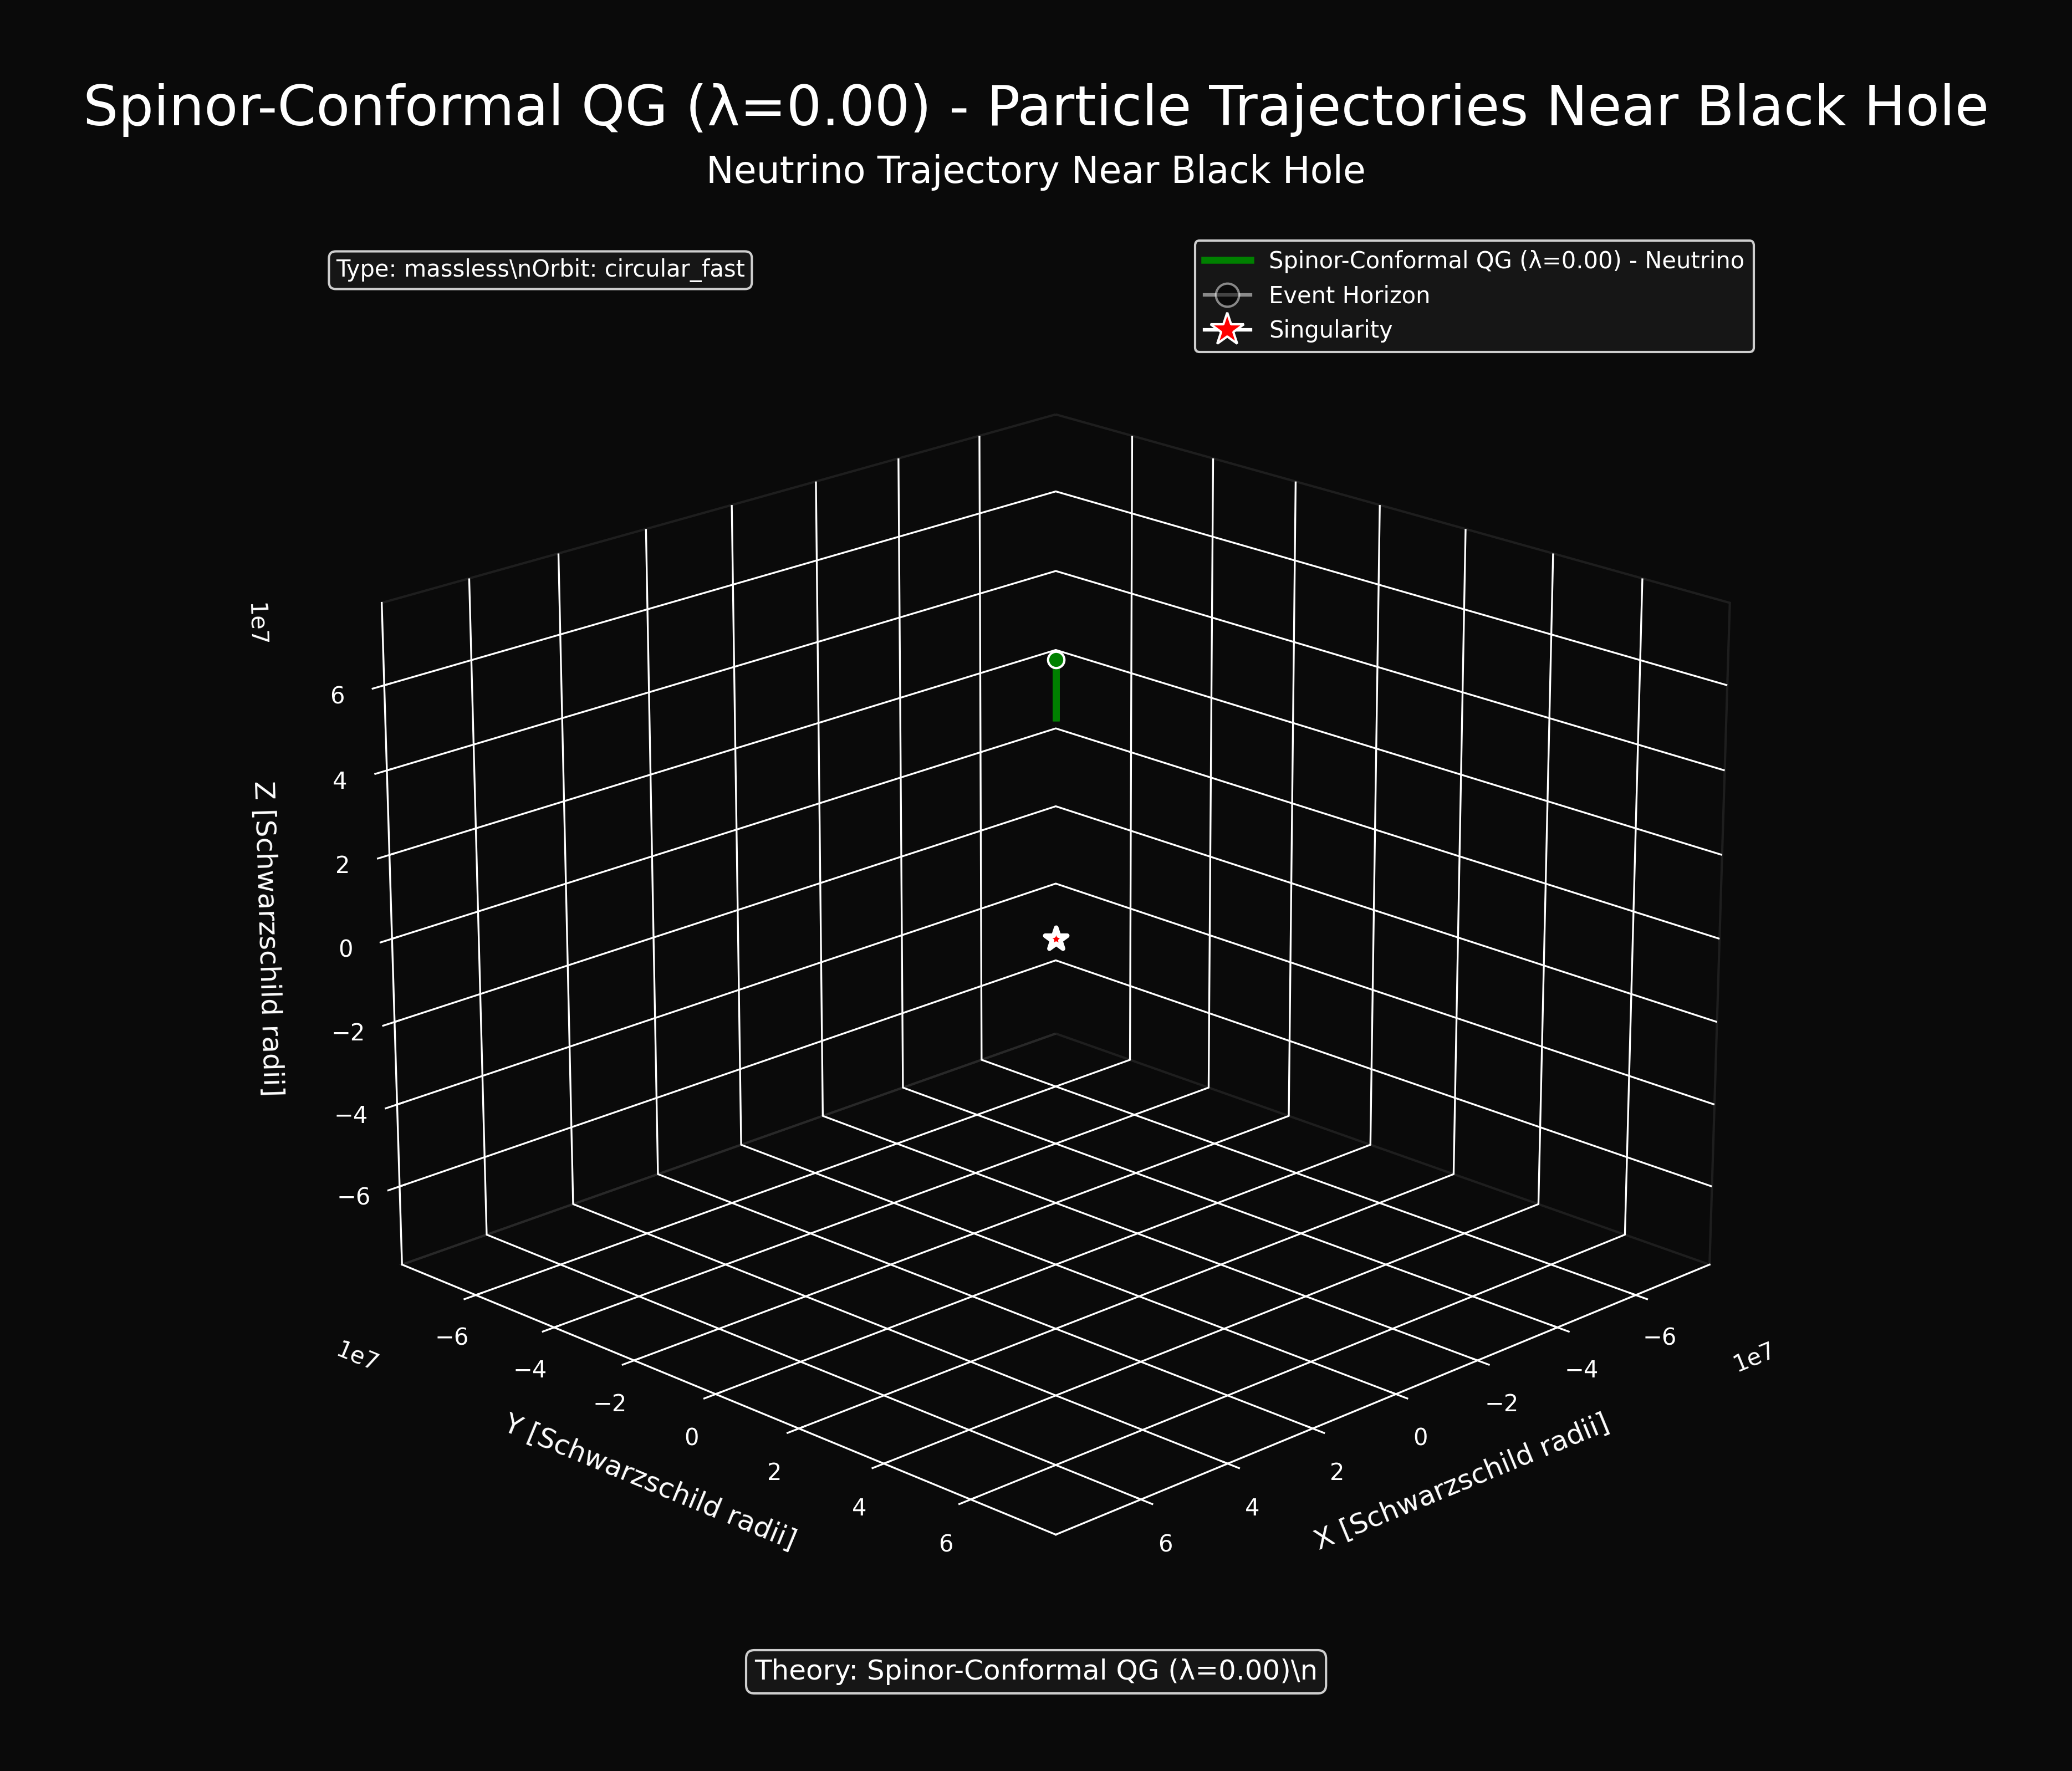 Spinor-Conformal QG (λ=0.00) - Particle Trajectories Near Black Hole
Neutrino Trajectory Near Black Hole
Type: massless\nOrbit: circular_fast
Spinor-Conformal QG (λ=0.00) - Neutrino
Event Horizon
Singularity
1e7
6
4
2
0
−2
−4
−6
Z [Schwarzschild radii]
1e7
−6
−4
−2
0
2
4
6
Y [Schwarzschild radii]
1e7
−6
−4
−2
0
2
4
6
X [Schwarzschild radii]
Theory: Spinor-Conformal QG (λ=0.00)\n